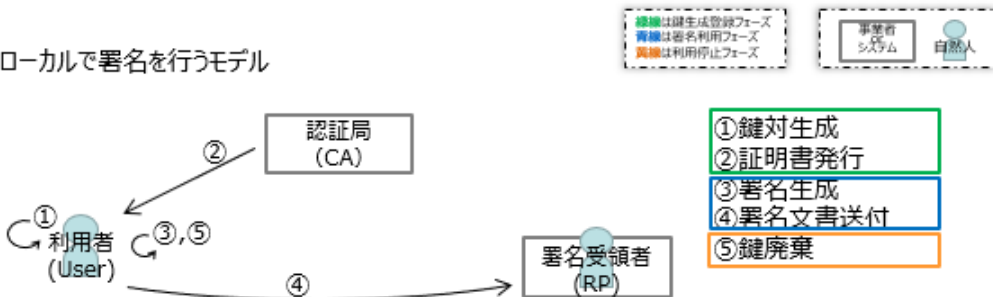 緑線は鍵生成登録フェーズ
青線は署名利用フェーズ
黄線は利用停止フェーズ
事業者
or
システム
自然人
ローカルで署名を行うモデル
認証局
(CA)
②
①
利用者
(User)
③,⑤
④
署名受領者
(RP)
①鍵対生成
②証明書発行
③署名生成
④署名文書送付
⑤鍵廃棄